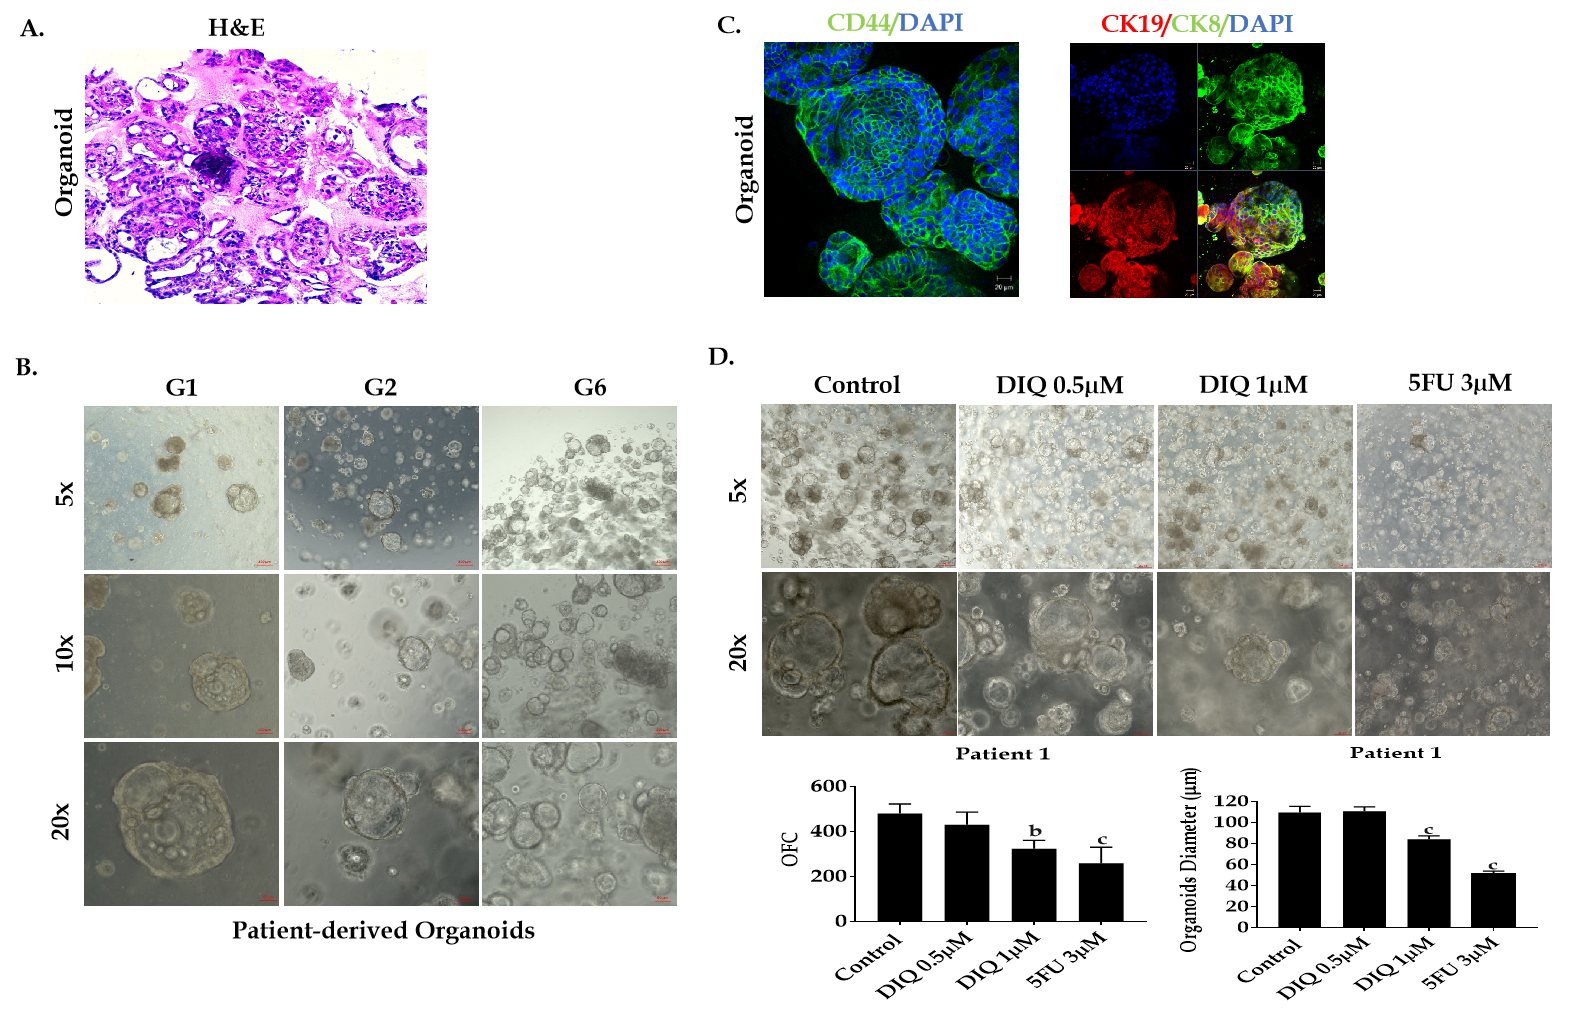 A.
H&E
Organoid
C.
CD44/DAPI
CK19/CK8/DAPI
Organoid
20 µm
B.
G1 G2 G6
5x
10x
20x
Patient-derived Organoids
D.
Control DIQ 0.5µM DIQ 1µM 5FU 3µM
5x
20x
Patient 1
OFC
600
400
200
0
b
c
Control
DIQ 0.5µM
DIQ 1µM
5FU 3µM
Patient 1
Organoids Diameter (µm)
120
100
80
60
40
20
0
c
c
Control
DIQ 0.5µM
DIQ 1µM
5FU 3µM